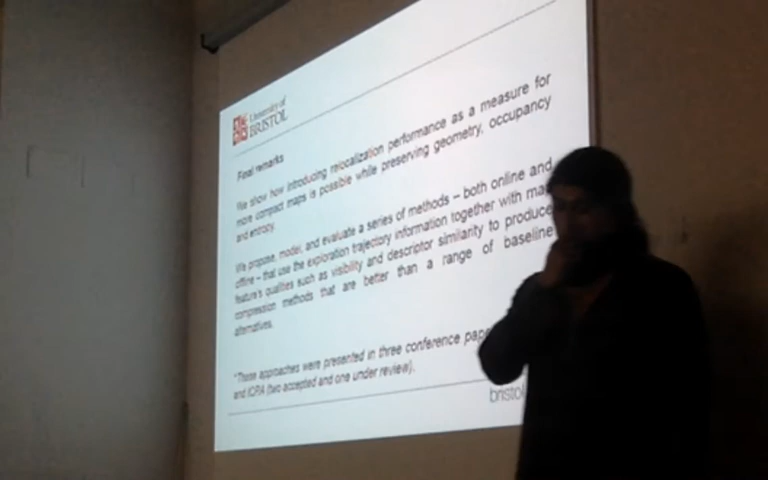 University of
BRISTOL
Final remarks
We show how introducing relocalization performance as a measure for
more compact maps is possible while preserving geometry, occupancy
and entropy.
We propose, model, and evaluate a series of methods – both online and
offline – that use the exploration trajectory information together with
feature's qualities such as visibility and descriptor similarity to produce
compression methods that are better than a range of baseline
alternatives.
*These approaches were presented in three conference
and ICRA (two accepted and one under review).
bristol